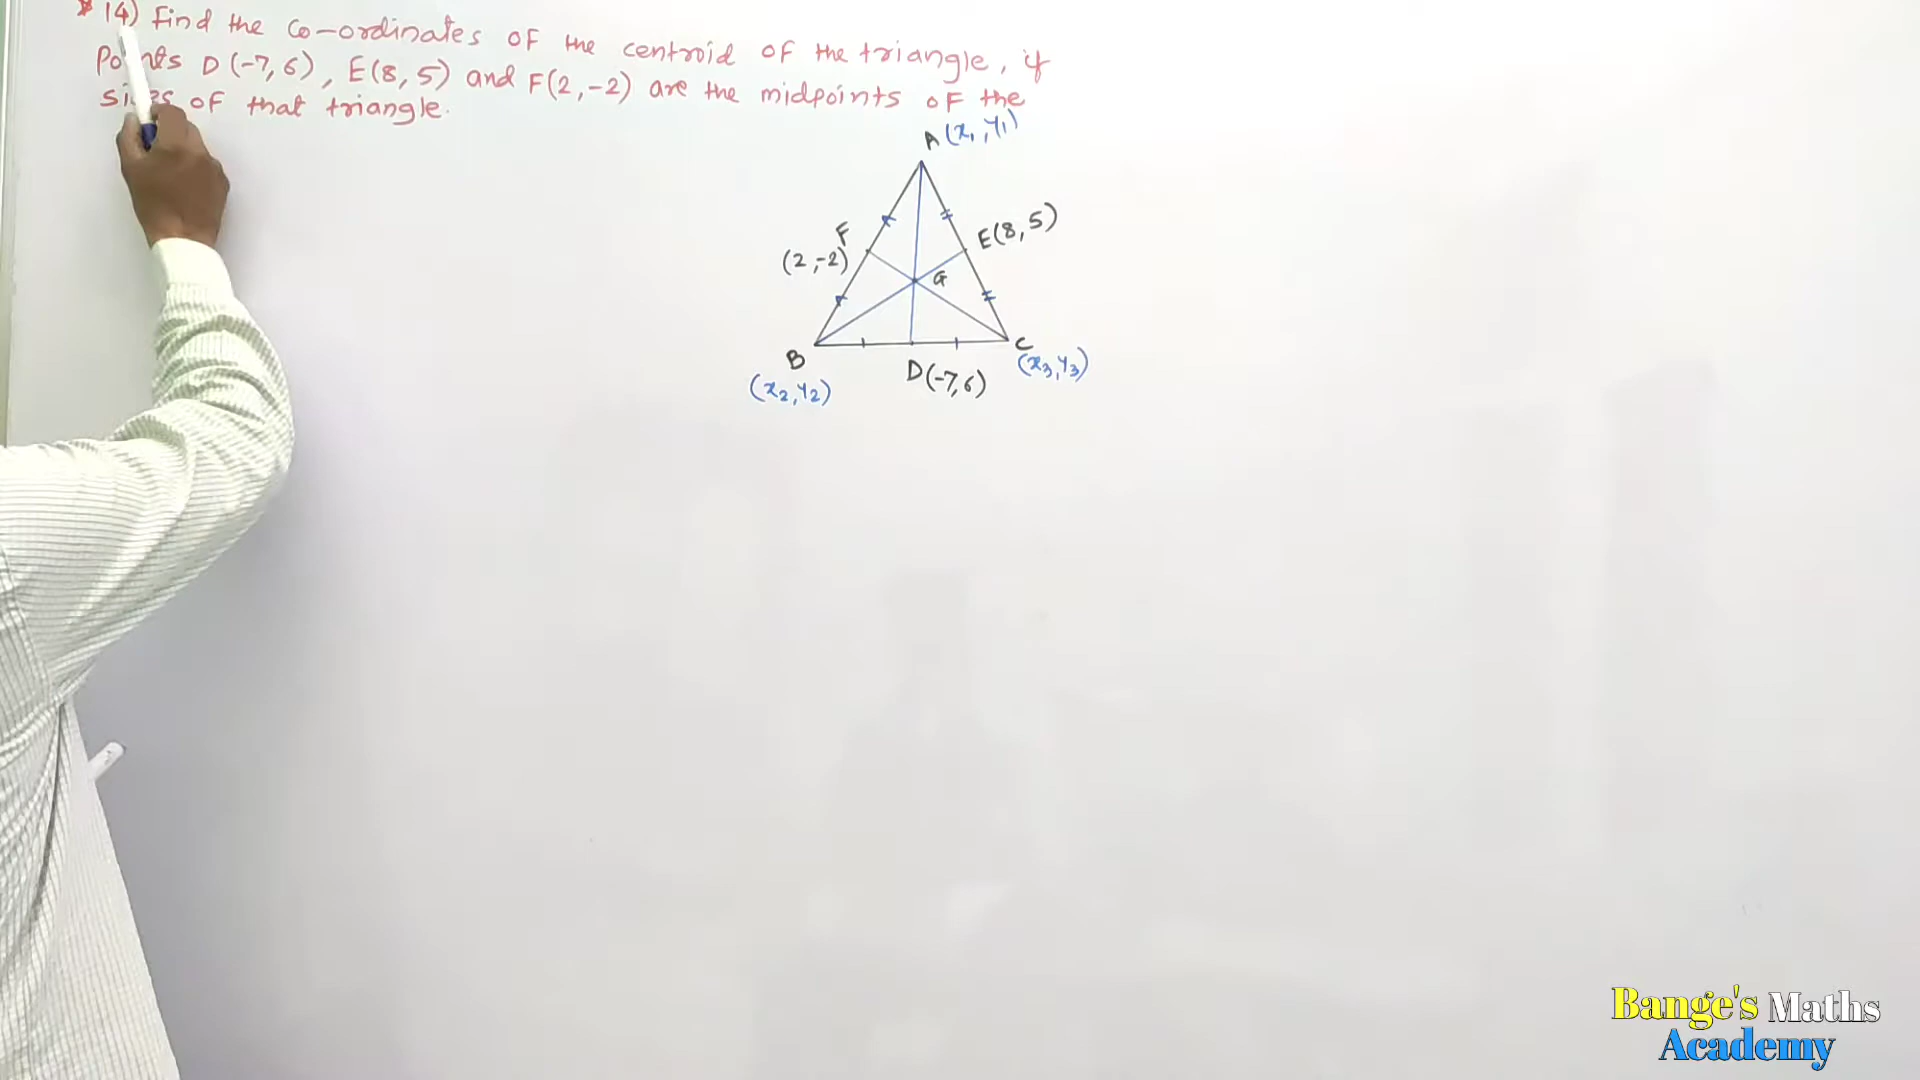 * 14) Find the co-ordinates of the centroid of the triangle, if
Points D(-7,6), E(8,5) and F(2,-2) are the midpoints of the
sides of that triangle.
A(x1,y1)
F
(2,-2)
E(8,5)
G
B
(x2,y2)
D(-7,6)
C
(x3,y3)
Bange's Maths
Academy